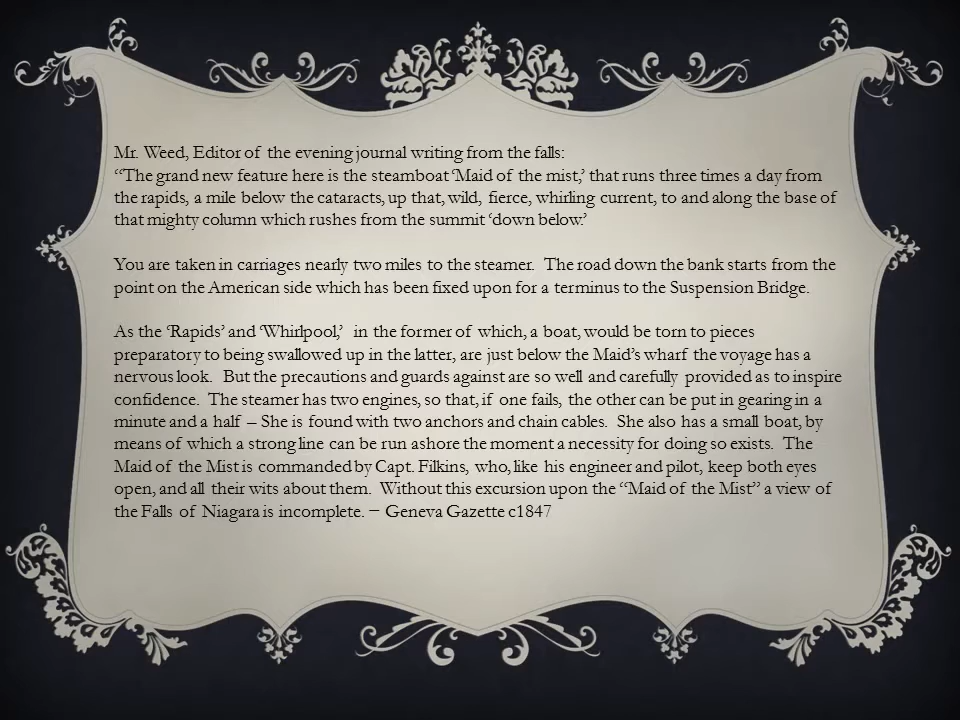 Mr. Weed, Editor of the evening journal writing from the falls:
“The grand new feature here is the steamboat ‘Maid of the mist,’ that runs three times a day from
the rapids, a mile below the cataracts, up that, wild, fierce, whirling current, to and along the base of
that mighty column which rushes from the summit ‘down below.’
You are taken in carriages nearly two miles to the steamer. The road down the bank starts from the
point on the American side which has been fixed upon for a terminus to the Suspension Bridge.
As the ‘Rapids’ and ‘Whirlpool,’ in the former of which, a boat, would be torn to pieces
preparatory to being swallowed up in the latter, are just below the Maid’s wharf the voyage has a
nervous look. But the precautions and guards against are so well and carefully provided as to inspire
confidence. The steamer has two engines, so that, if one fails, the other can be put in gearing in a
minute and a half – She is found with two anchors and chain cables. She also has a small boat, by
means of which a strong line can be run ashore the moment a necessity for doing so exists. The
Maid of the Mist is commanded by Capt. Filkins, who, like his engineer and pilot, keep both eyes
open, and all their wits about them. Without this excursion upon the “Maid of the Mist” a view of
the Falls of Niagara is incomplete. – Geneva Gazette c1847